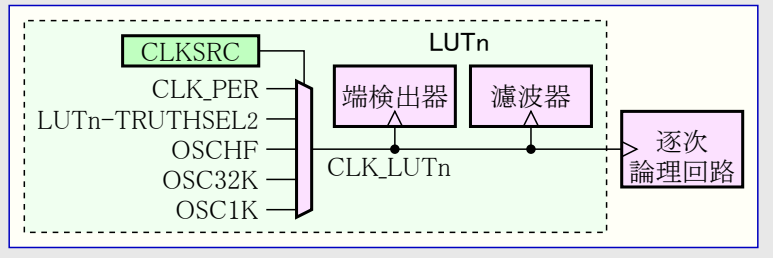 LUTn
CLKSRC
CLK_PER
LUTn-TRUTHSEL2
OSCHF
OSC32K
OSC1K
端検出器
濾波器
CLK_LUTn
逐次
論理回路